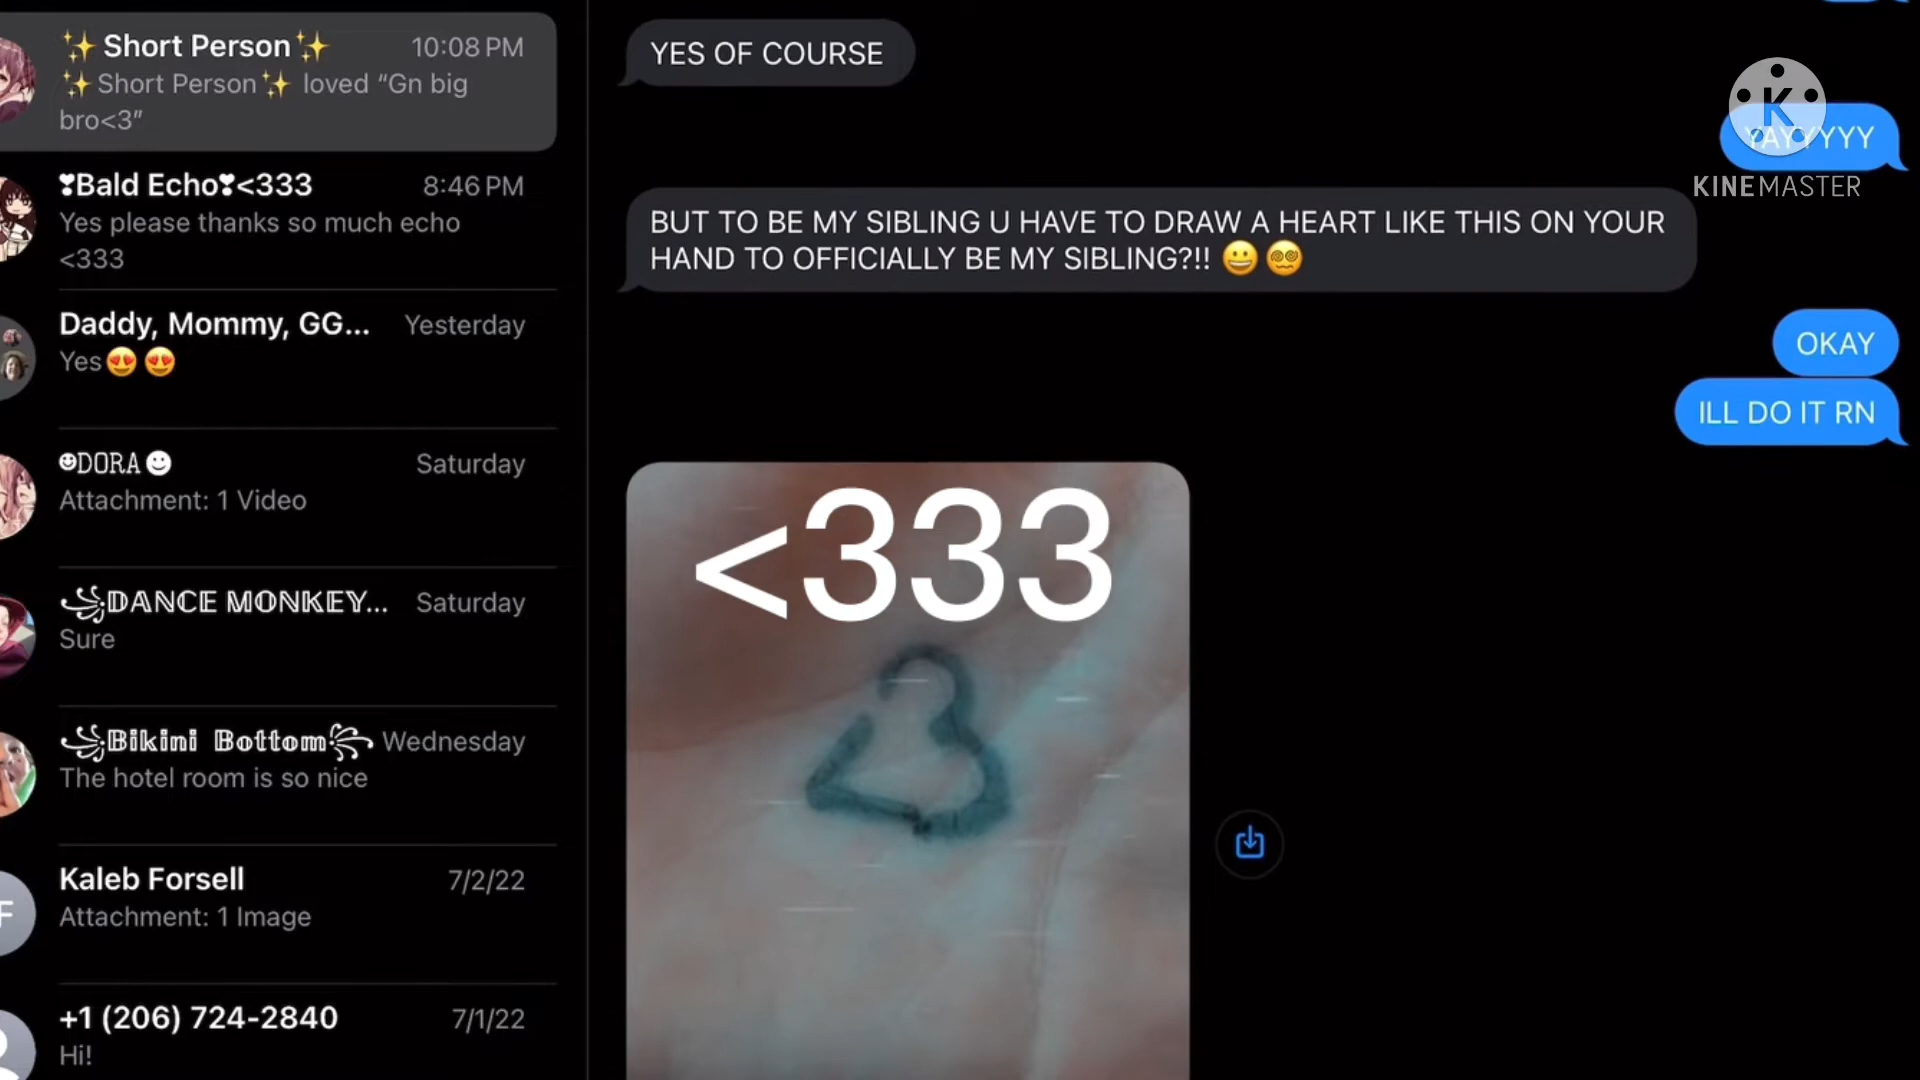 ✨Short Person✨ 10:08 PM
✨Short Person✨ loved “Gn big
bro<3”
❣Bald Echo❣<333 8:46 PM
Yes please thanks so much echo
<333
Daddy, Mommy, GG... Yesterday
Yes😍😍
☻DORA☻ Saturday
Attachment: 1 Video
꧁𝔻𝔸ℕℂ𝔼 𝕄𝕆ℕ𝕂𝔼𝕐... Saturday
Sure
꧁𝔹𝕚𝕜𝕚𝕟𝕚 𝔹𝕠𝕥𝕥𝕠𝕞꧂ Wednesday
The hotel room is so nice
F
Kaleb Forsell 7/2/22
Attachment: 1 Image
+1 (206) 724-2840 7/1/22
Hi!
YES OF COURSE
YAYYYYY
K
KINEMASTER
BUT TO BE MY SIBLING U HAVE TO DRAW A HEART LIKE THIS ON YOUR
HAND TO OFFICIALLY BE MY SIBLING?!! 😀 😵‍💫
OKAY
ILL DO IT RN
<333